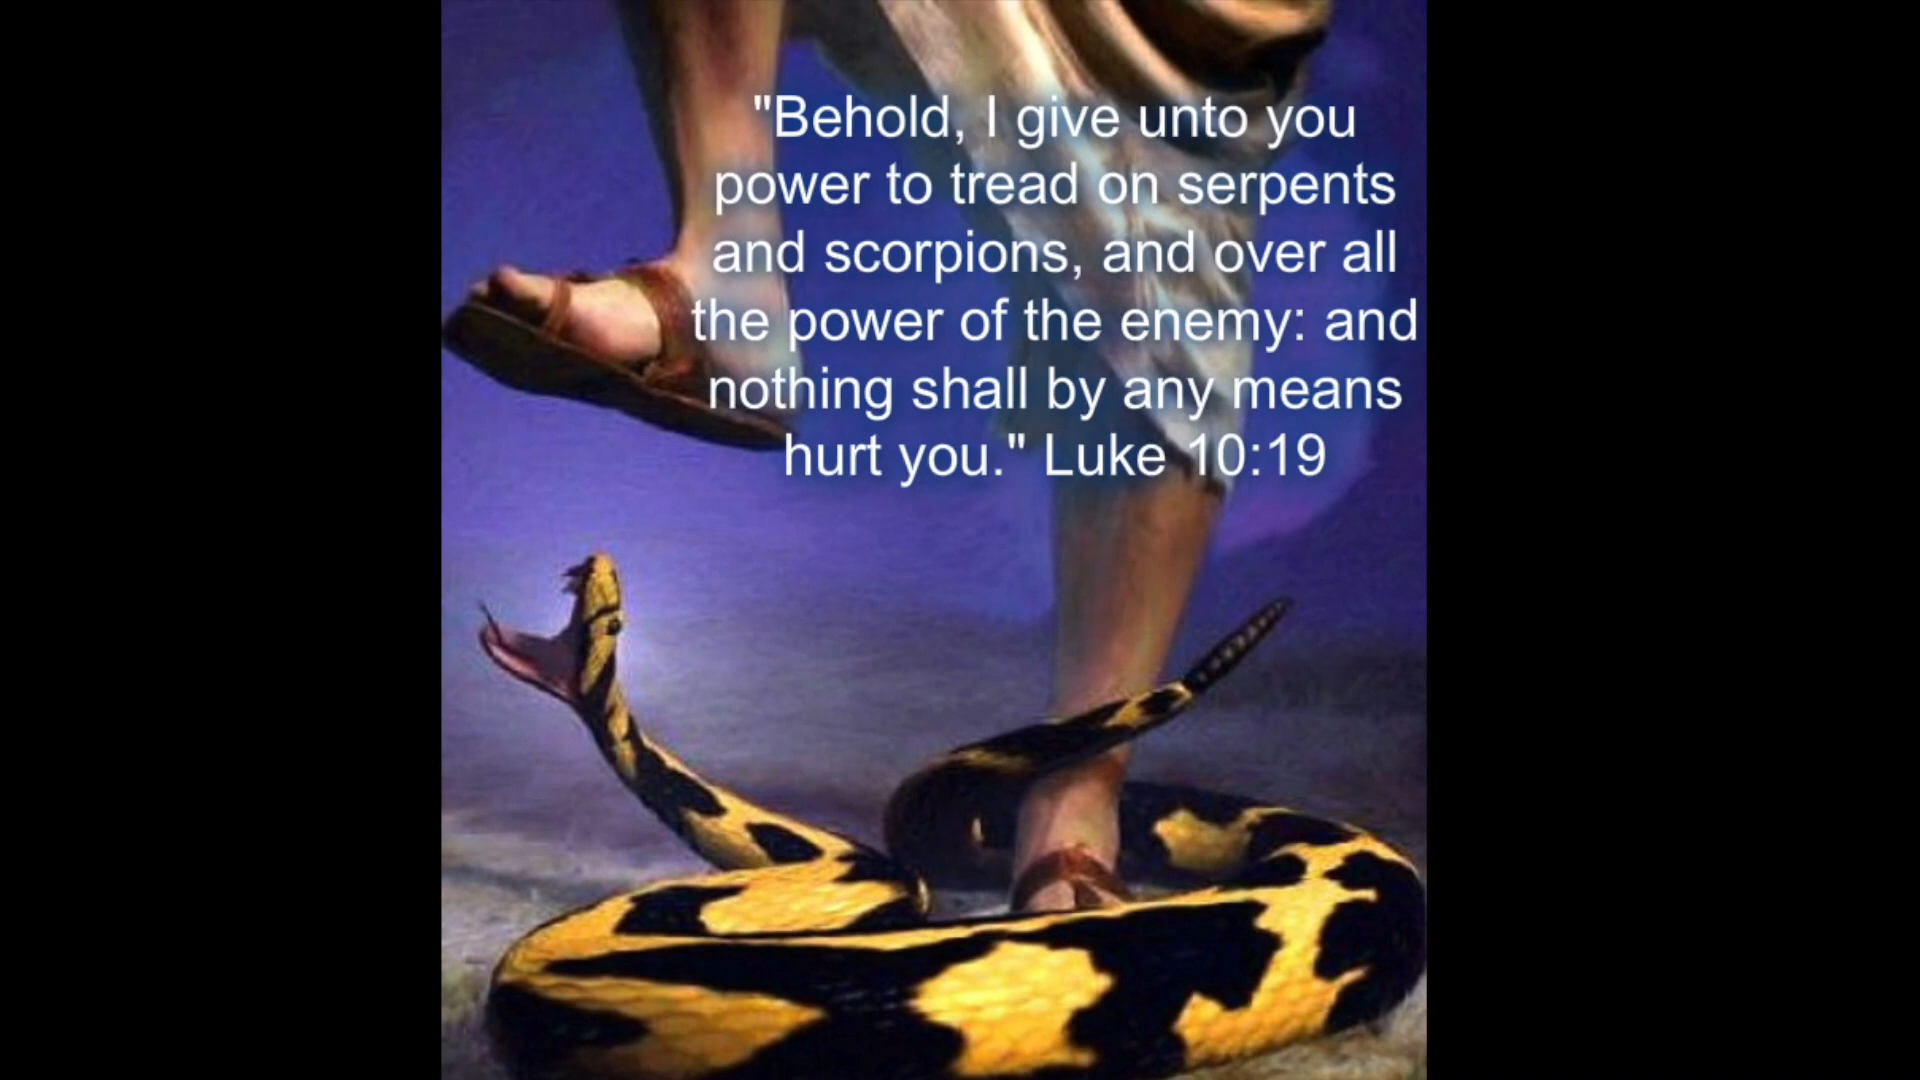 "Behold, I give unto you
power to tread on serpents
and scorpions, and over all
the power of the enemy: and
nothing shall by any means
hurt you." Luke 10:19